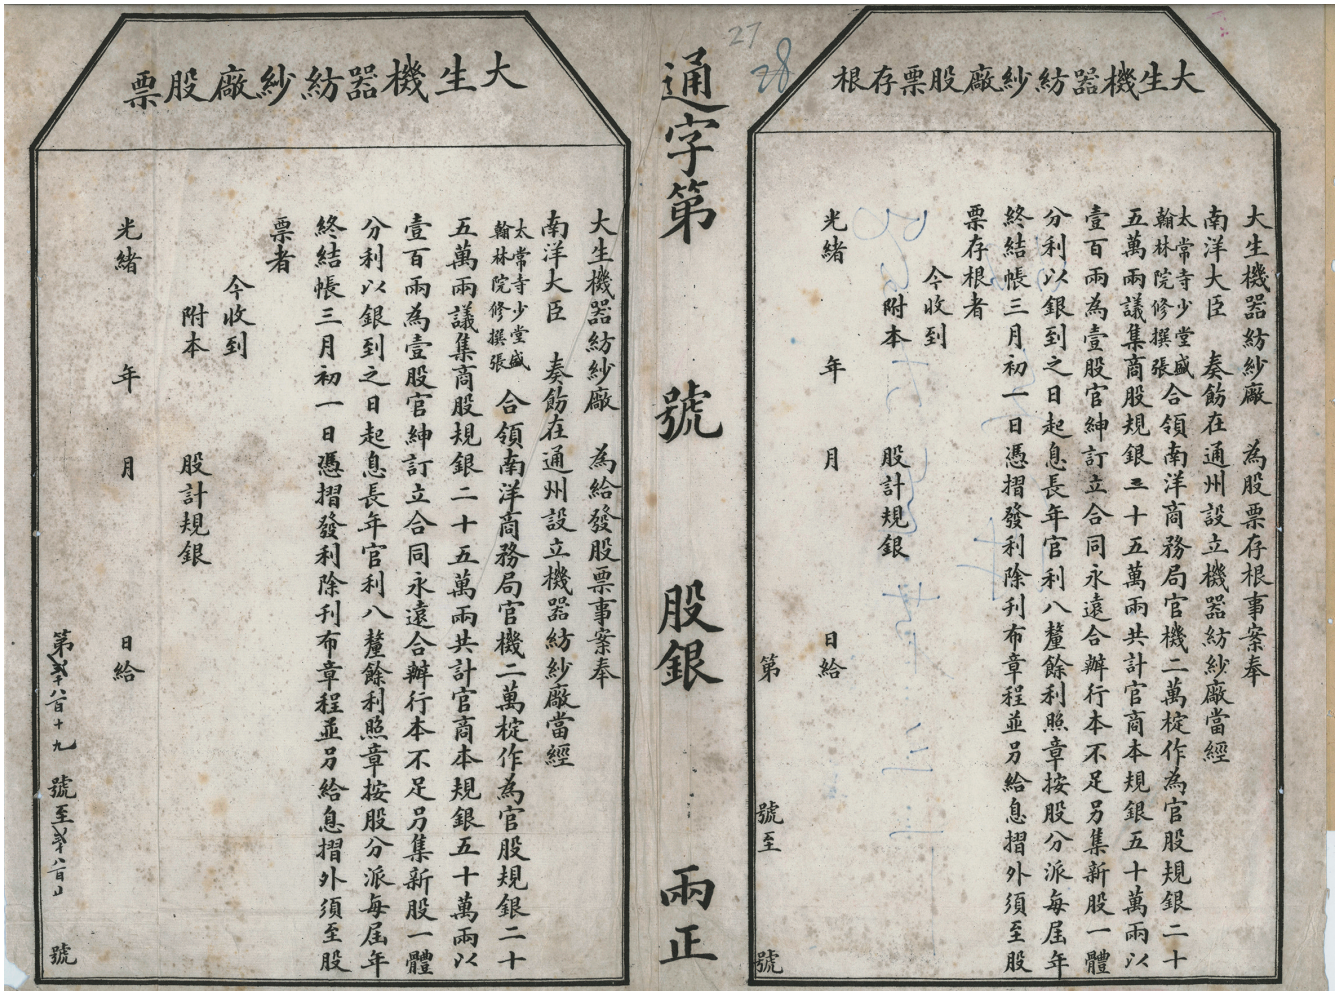 大生機器紡紗廠股票存根
大生機器紡紗廠 為股票存根事案奉
南洋大臣 奏飭在通州設立機器紡紗廠當經
太常寺少堂盛
翰林院修撰張
合領南洋商務局官機二萬椗作為官股規銀二十
五萬兩議集商股規銀二十五萬兩共計官商本規銀五十萬兩以
壹百兩為壹股官紳訂立合同永遠合辦行本不足另集新股一體
分利以銀到之日起息長年官利八釐餘利照章按股分派每屆年
終結帳三月初一日憑摺發利除刊布章程並另給息摺外須至股
票存根者
今收到
附本 股計規銀
光緒 年 月 日給
第 號至 號
27
28
通字第 號 股銀 兩正
大生機器紡紗廠股票
大生機器紡紗廠 為給發股票事案奉
南洋大臣 奏飭在通州設立機器紡紗廠當經
太常寺少堂盛
翰林院修撰張
合領南洋商務局官機二萬椗作為官股規銀二十
五萬兩議集商股規銀二十五萬兩共計官商本規銀五十萬兩以
壹百兩為壹股官紳訂立合同永遠合辦行本不足另集新股一體
分利以銀到之日起息長年官利八釐餘利照章按股分派每屆年
終結帳三月初一日憑摺發利除刊布章程並另給息摺外須至股
票者
今收到
附本 股計規銀
光緒 年 月 日給
第 八百十九 號至 八百 號